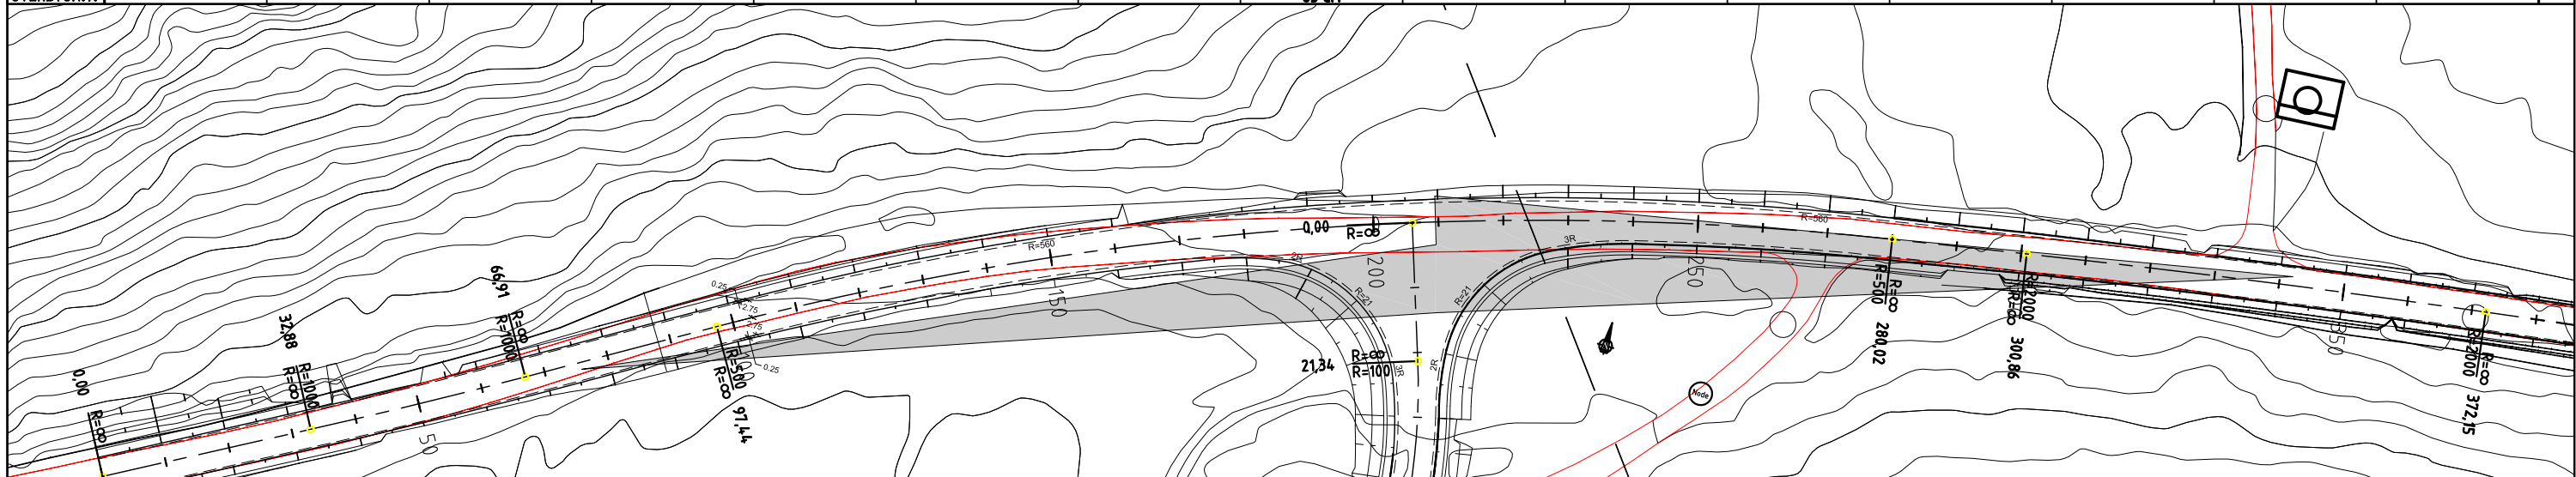 0,00
R=∞
32,88
R=1000
R=∞
50
66,91
R=∞
R=1000
0.25
2.75
2.75
100
0.25
R=500
R=∞
97,44
R=560
150
0,00
R=∞
2R
R=21
200
21,34
R=∞
R=100
3R
2R
R=21
3R
250
R=560
R=500
R=∞
280,02
R=2000
R=∞
300,86
Node
350
R=2000
R=∞
372,15